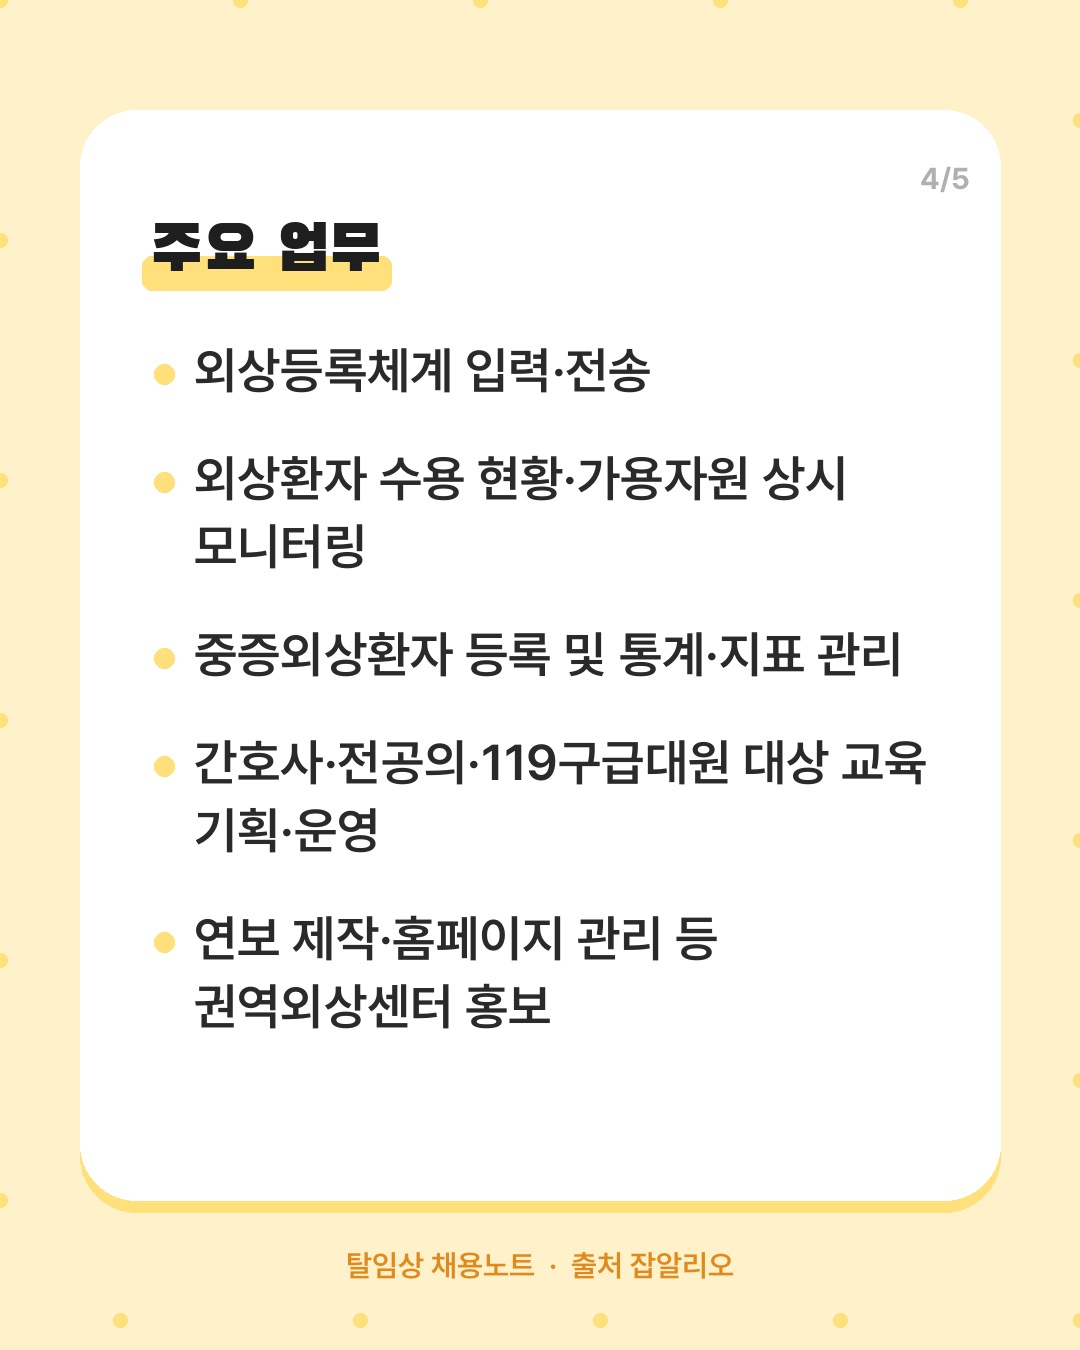 4/5
주요 업무
외상등록체계 입력·전송
외상환자 수용 현황·가용자원 상시
모니터링
중증외상환자 등록 및 통계·지표 관리
간호사·전공의·119구급대원 대상 교육
기획·운영
연보 제작·홈페이지 관리 등
권역외상센터 홍보
탈임상 채용노트 · 출처 잡알리오